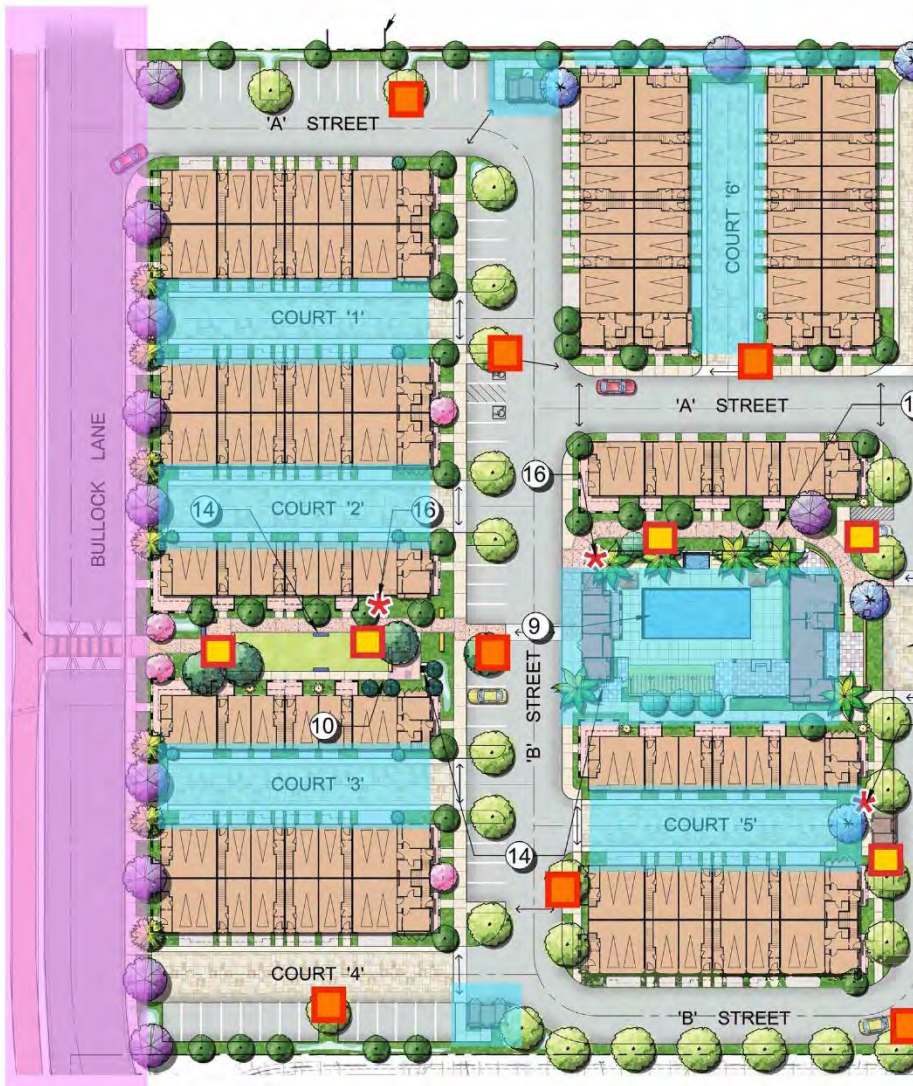 'A' STREET
COURT '6'
COURT '1'
'A' STREET
BULLOCK LANE
16
14
COURT '2'
16
9
'B' STREET
10
COURT '3'
COURT '5'
14
COURT '4'
'B' STREET